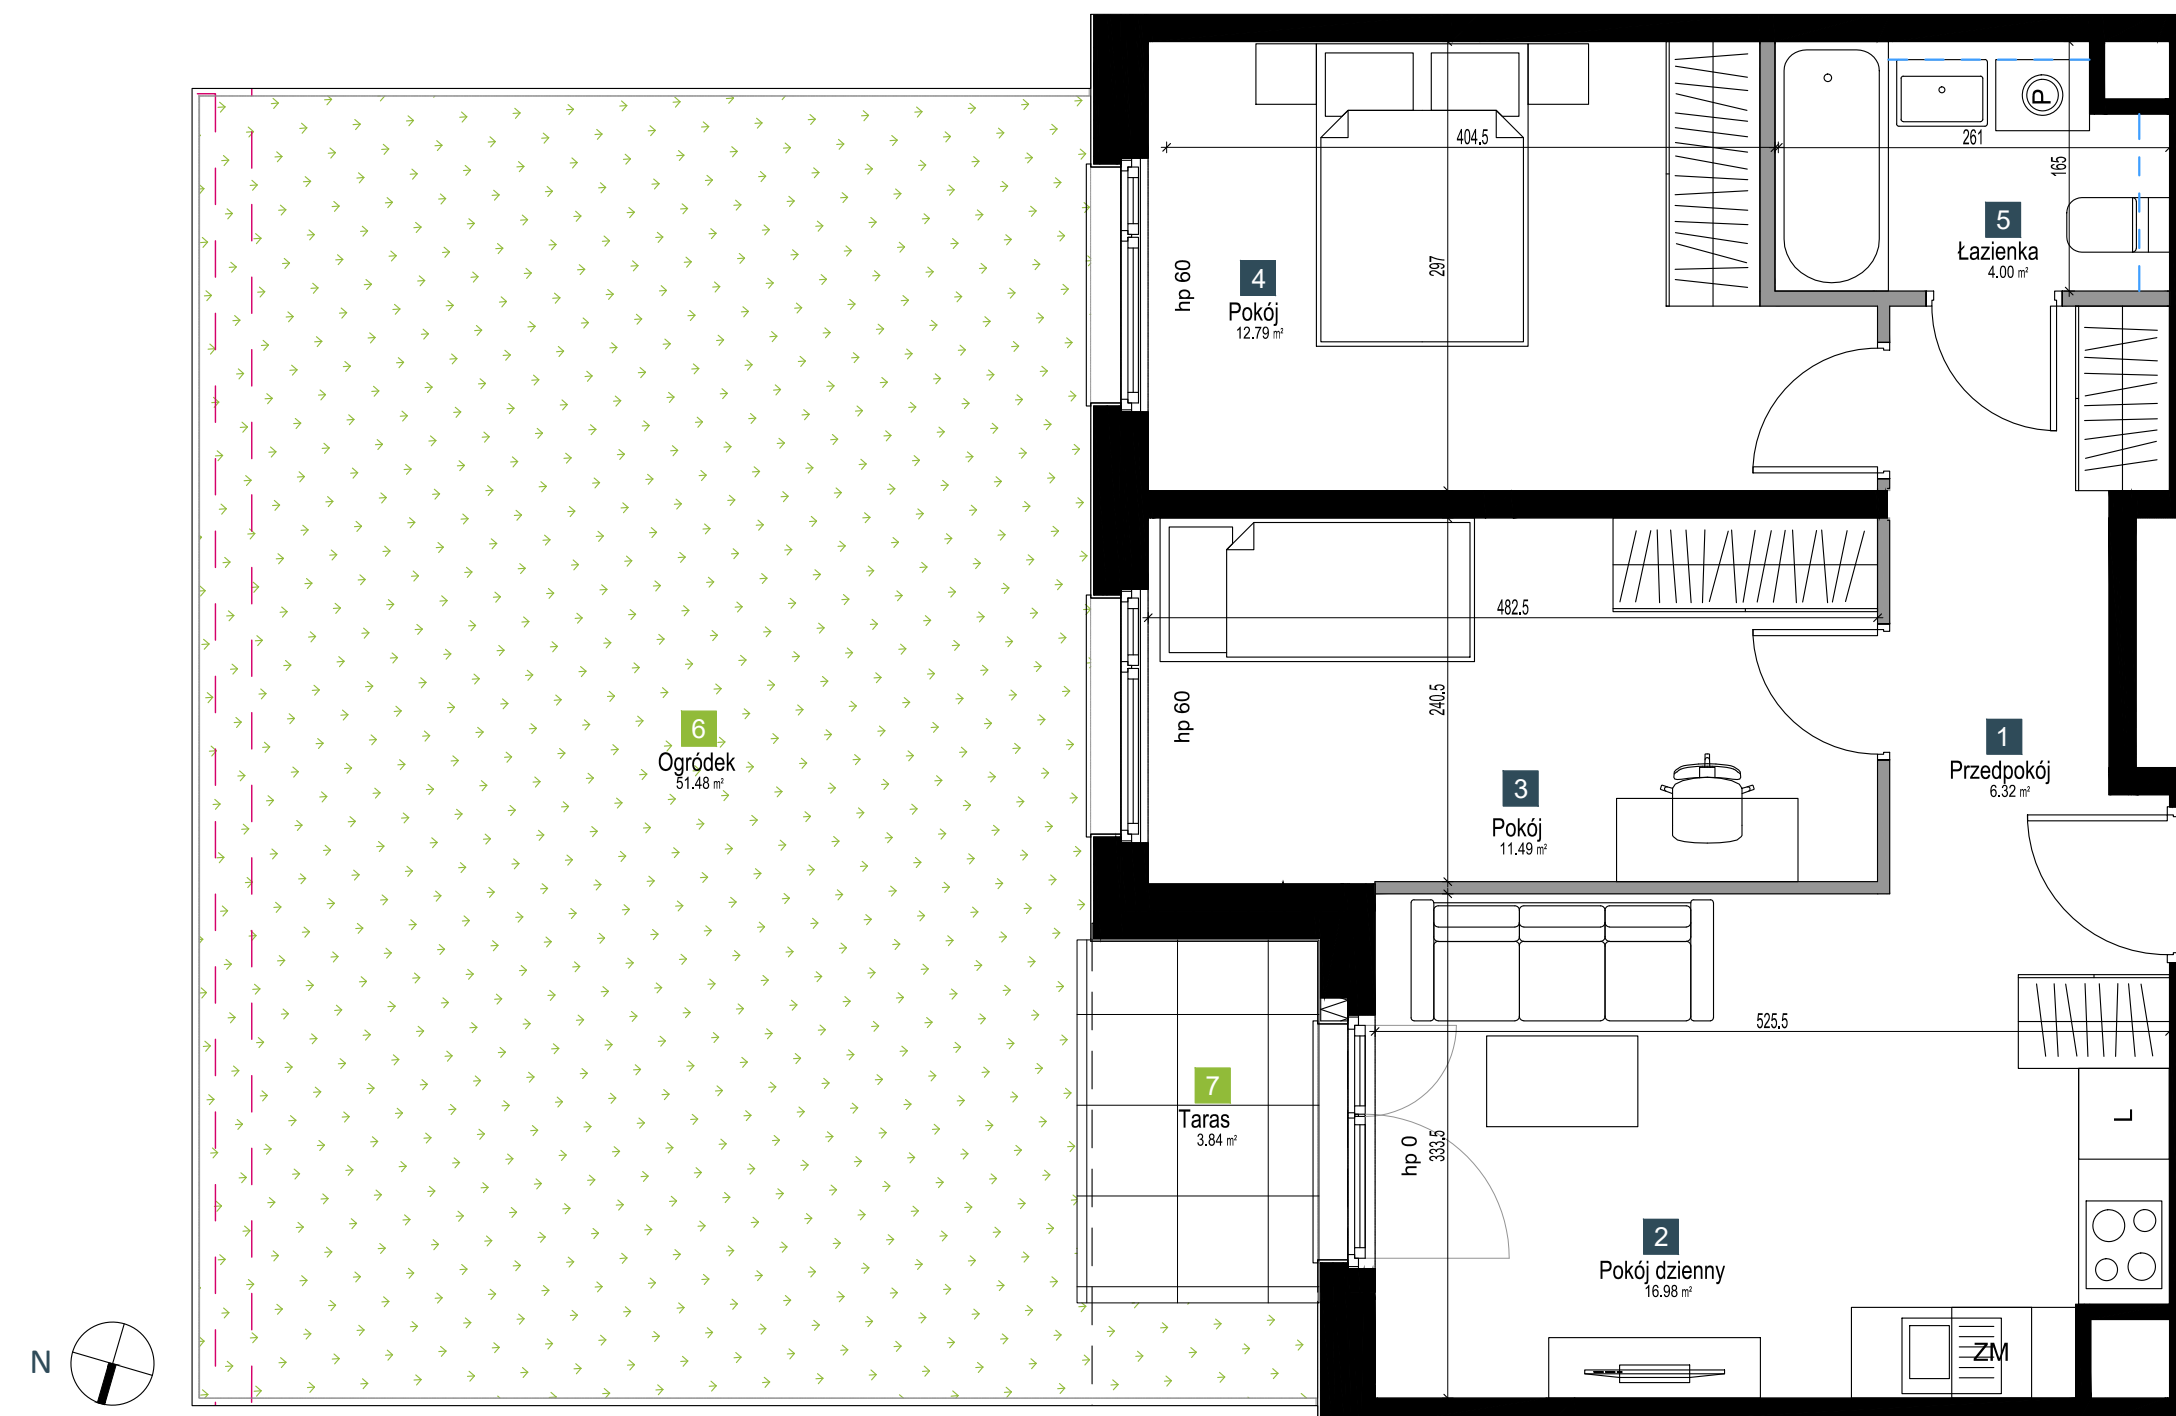 404.5
261
165
P
5
Łazienka
4.00 m²
297
hp 60
4
Pokój
12.79 m²
482.5
240.5
hp 60
6
Ogródek
51.48 m²
3
Pokój
11.49 m²
1
Przedpokój
6.32 m²
525.5
7
Taras
3.84 m²
hp 0
333.5
L
2
Pokój dzienny
16.98 m²
ZM
N